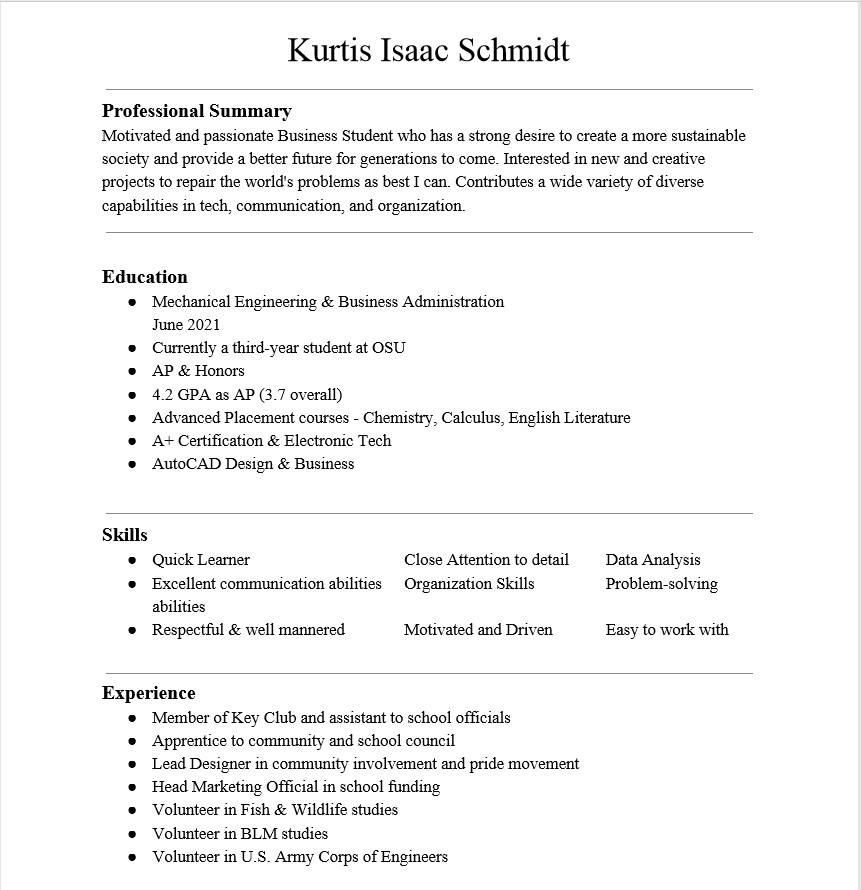 Kurtis Isaac Schmidt
Professional Summary
Motivated and passionate Business Student who has a strong desire to create a more sustainable
society and provide a better future for generations to come. Interested in new and creative
projects to repair the world's problems as best I can. Contributes a wide variety of diverse
capabilities in tech, communication, and organization.
Education
● Mechanical Engineering & Business Administration
June 2021
● Currently a third-year student at OSU
● AP & Honors
● 4.2 GPA as AP (3.7 overall)
● Advanced Placement courses - Chemistry, Calculus, English Literature
● A+ Certification & Electronic Tech
● AutoCAD Design & Business
Skills
● Quick Learner Close Attention to detail Data Analysis
● Excellent communication abilities Organization Skills Problem-solving
abilities
● Respectful & well mannered Motivated and Driven Easy to work with
Experience
● Member of Key Club and assistant to school officials
● Apprentice to community and school council
● Lead Designer in community involvement and pride movement
● Head Marketing Official in school funding
● Volunteer in Fish & Wildlife studies
● Volunteer in BLM studies
● Volunteer in U.S. Army Corps of Engineers